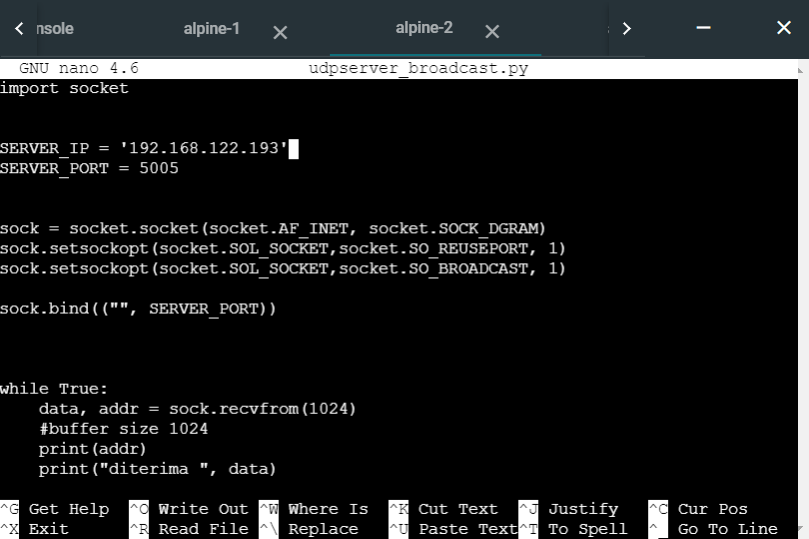 nsole alpine-1 alpine-2
GNU nano 4.6 udpserver_broadcast.py
import socket
SERVER_IP = '192.168.122.193'
SERVER_PORT = 5005
sock = socket.socket(socket.AF_INET, socket.SOCK_DGRAM)
sock.setsockopt(socket.SOL_SOCKET,socket.SO_REUSEPORT, 1)
sock.setsockopt(socket.SOL_SOCKET,socket.SO_BROADCAST, 1)
sock.bind(("", SERVER_PORT))
while True:
    data, addr = sock.recvfrom(1024)
    #buffer size 1024
    print(addr)
    print("diterima ", data)
^G Get Help ^O Write Out ^W Where Is ^K Cut Text ^J Justify ^C Cur Pos
^X Exit ^R Read File ^\ Replace ^U Paste Text ^T To Spell ^_ Go To Line